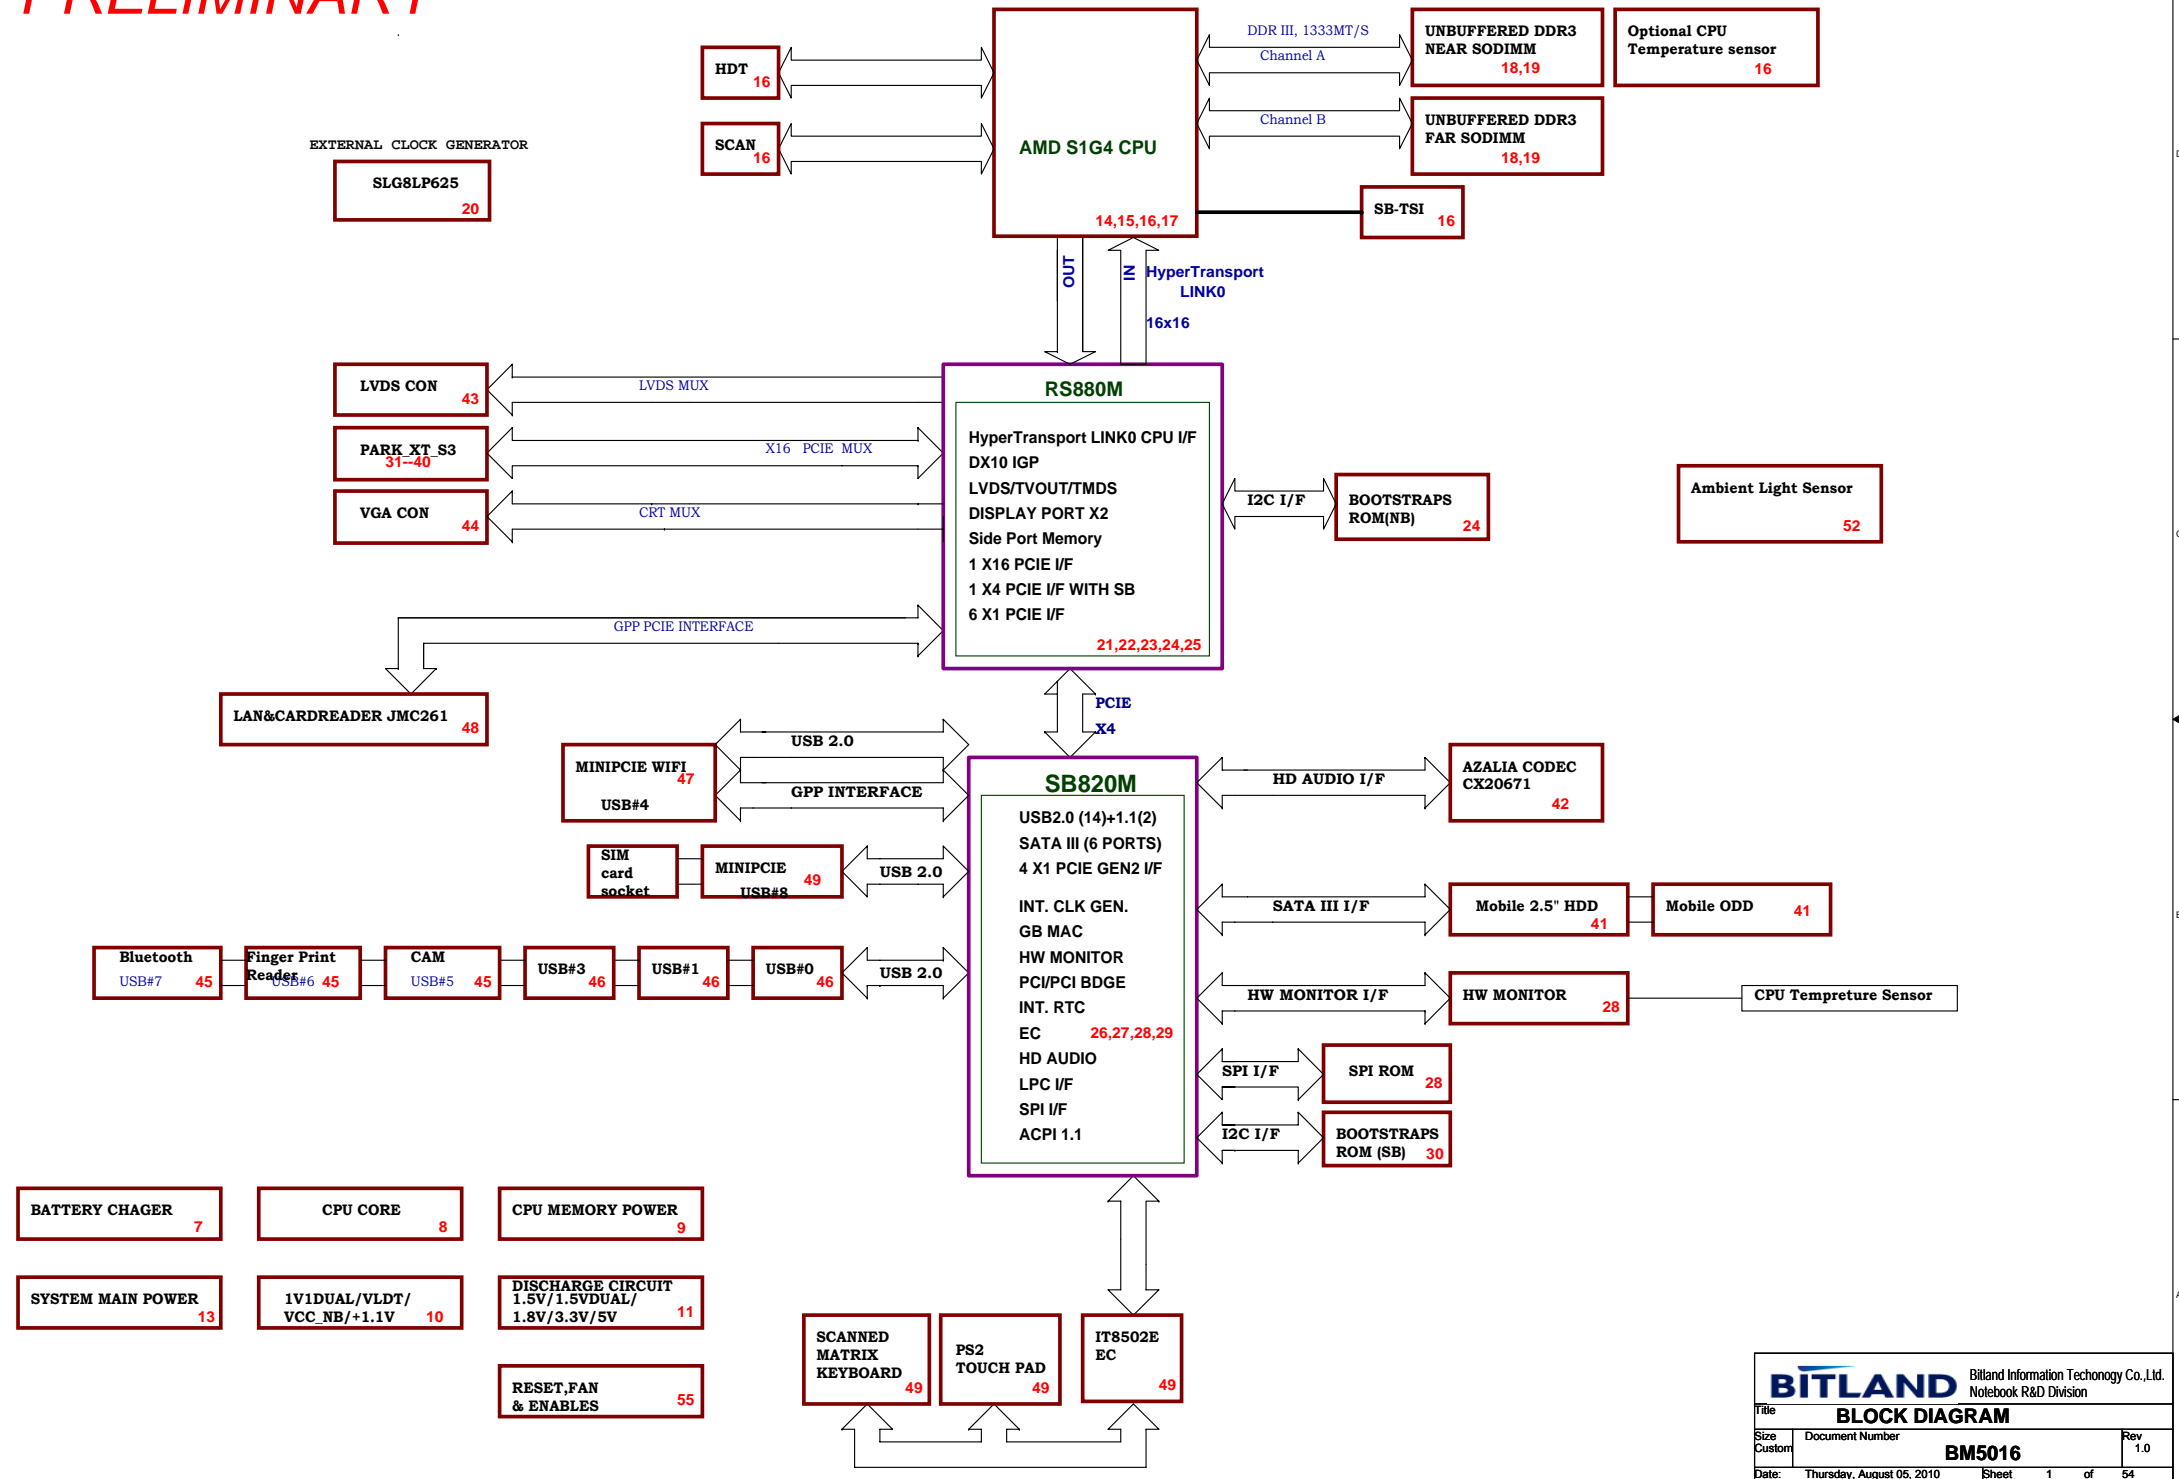 PRELIMINARY
HDT
16
SCAN
16
AMD S1G4 CPU
14,15,16,17
DDR III, 1333MT/S
Channel A
Channel B
UNBUFFERED DDR3
NEAR SODIMM
18,19
Optional CPU
Temperature sensor
16
UNBUFFERED DDR3
FAR SODIMM
18,19
SB-TSI
16
EXTERNAL CLOCK GENERATOR
SLG8LP625
20
OUT
IN
HyperTransport
LINK0
16x16
LVDS CON
43
LVDS MUX
PARK_XT_S3
31--40
X16 PCIE MUX
VGA CON
44
CRT MUX
RS880M
HyperTransport LINK0 CPU I/F
DX10 IGP
LVDS/TVOUT/TMDS
DISPLAY PORT X2
Side Port Memory
1 X16 PCIE I/F
1 X4 PCIE I/F WITH SB
6 X1 PCIE I/F
21,22,23,24,25
I2C I/F
BOOTSTRAPS
ROM(NB)
24
Ambient Light Sensor
52
GPP PCIE INTERFACE
LAN&CARDREADER JMC261
48
PCIE
X4
MINIPCIE WIFI
47
USB#4
USB 2.0
GPP INTERFACE
SIM
card
socket
MINIPCIE
49
USB#8
USB 2.0
Bluetooth
USB#7
45
Finger Print
Reader
USB#6
45
CAM
USB#5
45
USB#3
46
USB#1
46
USB#0
46
USB 2.0
SB820M
USB2.0 (14)+1.1(2)
SATA III (6 PORTS)
4 X1 PCIE GEN2 I/F
INT. CLK GEN.
GB MAC
HW MONITOR
PCI/PCI BDGE
INT. RTC
EC
26,27,28,29
HD AUDIO
LPC I/F
SPI I/F
ACPI 1.1
HD AUDIO I/F
AZALIA CODEC
CX20671
42
SATA III I/F
Mobile 2.5" HDD
41
Mobile ODD
41
HW MONITOR I/F
HW MONITOR
28
CPU Tempreture Sensor
SPI I/F
SPI ROM
28
I2C I/F
BOOTSTRAPS
ROM (SB)
30
BATTERY CHAGER
7
CPU CORE
8
CPU MEMORY POWER
9
SYSTEM MAIN POWER
13
1V1DUAL/VLDT/
VCC_NB/+1.1V
10
DISCHARGE CIRCUIT
1.5V/1.5VDUAL/
1.8V/3.3V/5V
11
RESET,FAN
& ENABLES
55
SCANNED
MATRIX
KEYBOARD
49
PS2
TOUCH PAD
49
IT8502E
EC
49
BITLAND
Bitland Information Techonogy Co.,Ltd.
Notebook R&D Division
Title
BLOCK DIAGRAM
Size
Custom
Document Number
BM5016
Rev
1.0
Date: Thursday, August 05, 2010 Sheet 1 of 54
D
C
B
A